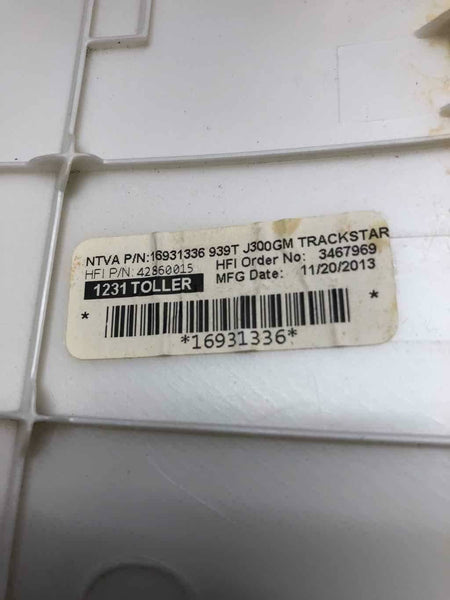 NTVA P/N:16931336 939T J300GM TRACKSTAR
HFI P/N: 42860015 HFI Order No: 3467969
1231 TOLLER MFG Date: 11/20/2013
* *
*16931336*